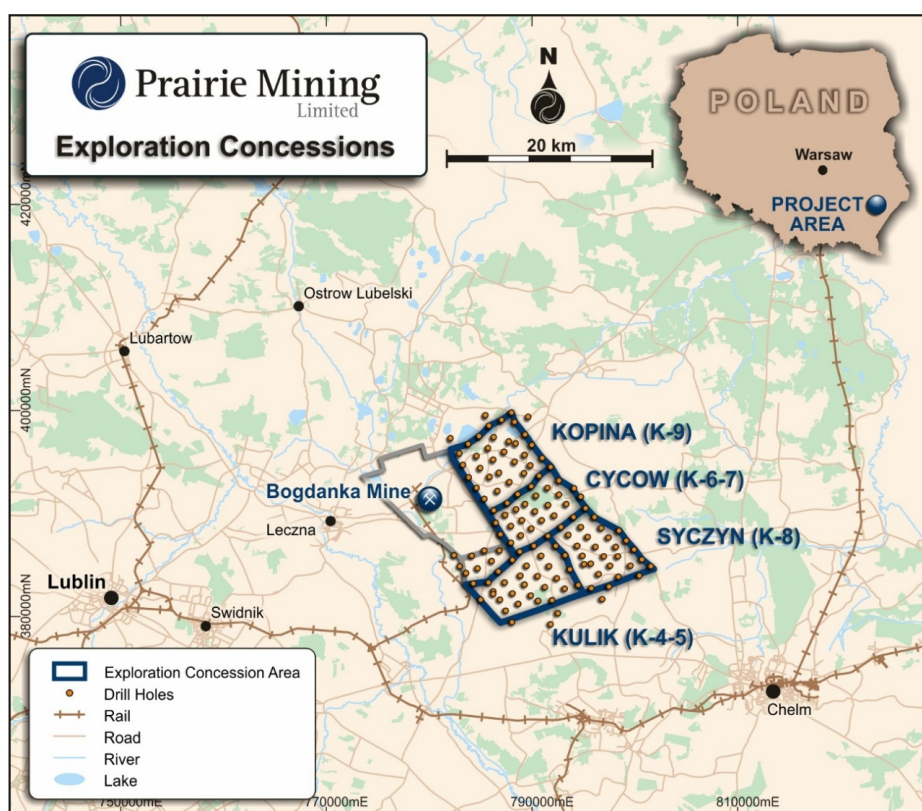 Prairie Mining
Limited
Exploration Concessions
N
20 km
POLAND
Warsaw
PROJECT
AREA
420000mN
Ostrow Lubelski
Lubartow
400000mN
KOPINA (K-9)
CYCOW (K-6-7)
Bogdanka Mine
Leczna
SYCZYN (K-8)
Lublin
380000mN
Swidnik
KULIK (K-4-5)
Chelm
Exploration Concession Area
Drill Holes
Rail
Road
River
Lake
750000mE
770000mE
790000mE
810000mE